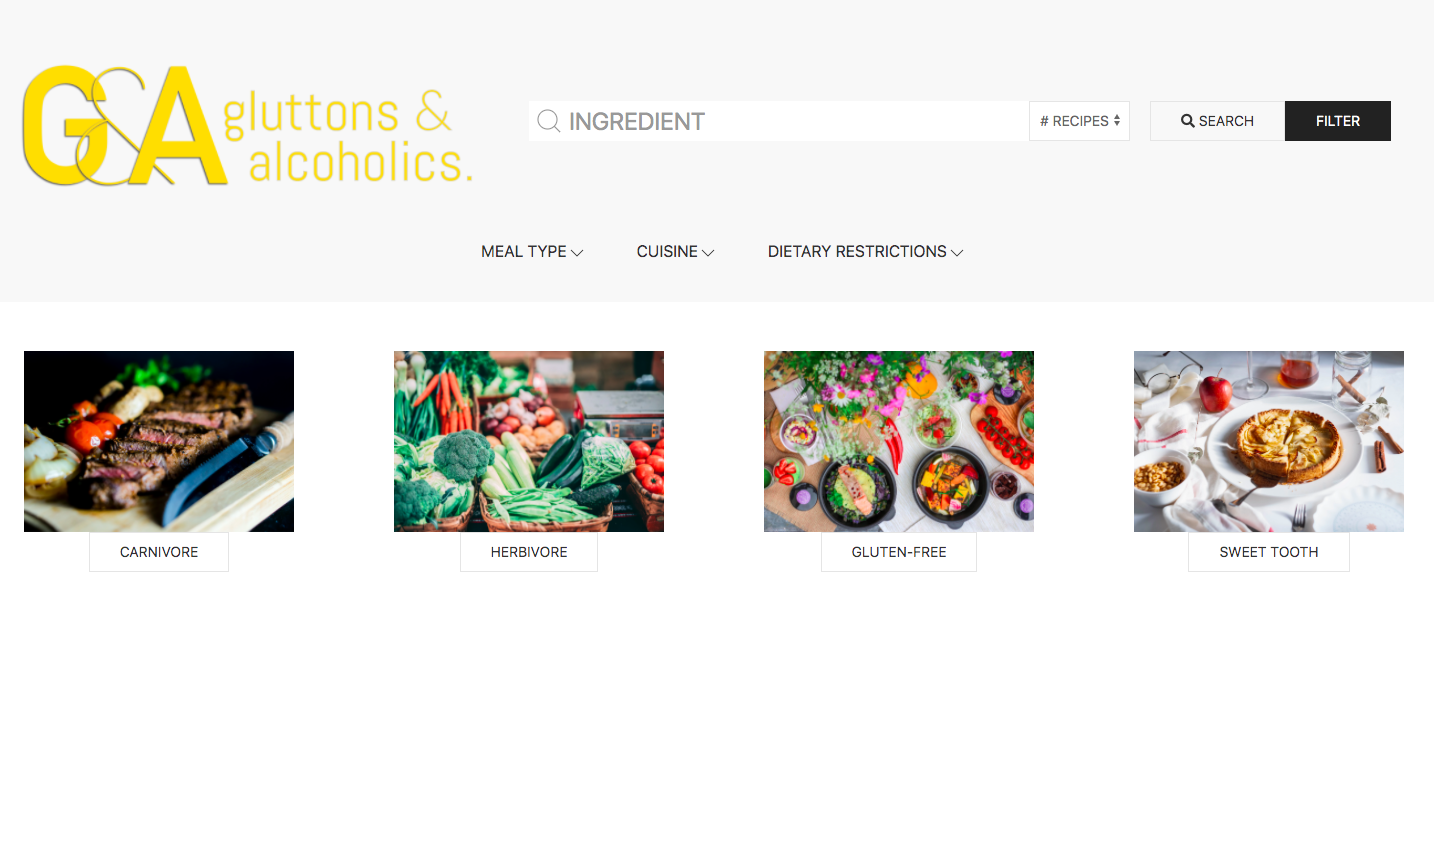 G&A gluttons &
alcoholics.
INGREDIENT
# RECIPES
SEARCH
FILTER
MEAL TYPE
CUISINE
DIETARY RESTRICTIONS
CARNIVORE
HERBIVORE
GLUTEN-FREE
SWEET TOOTH